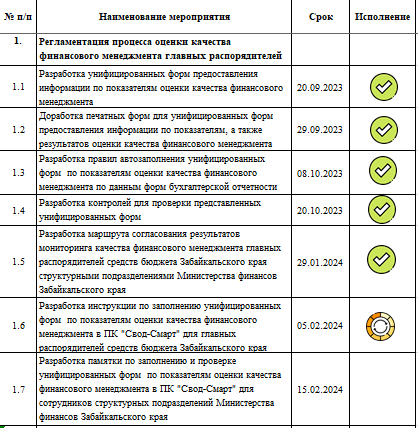 № п/п Наименование мероприятия Срок Исполнение
1. Регламентация процесса оценки качества
финансового менеджмента главных распорядителей
Разработка унифицированных форм предоставления
1.1 информации по показателям оценки качества финансового 20.09.2023
менеджмента
Доработка печатных форм для унифицированных форм
1.2 предоставления информации по показателям, а также 29.09.2023
результатов оценки качества финансового менеджмента
Разработка правил автозаполнения унифицированных
1.3 форм по показателям оценки качества финансового 08.10.2023
менеджмента по данным форм бухгалтерской отчетности
1.4 Разработка контролей для проверки представленных 20.10.2023
унифицированных форм
Разработка маршрута согласования результатов
мониторинга качества финансового менеджмента главных
1.5 распорядителей средств бюджета Забайкальского края 29.01.2024
структурными подразделениями Министерства финансов
Забайкальского края
Разработка инструкции по заполнению унифицированных
1.6 форм по показателям оценки качества финансового 05.02.2024
менеджмента в ПК "Свод-Смарт" для главных
распорядителей средств бюджета Забайкальского края
Разработка памятки по заполнению и проверке
унифицированных форм по показателям оценки качества
1.7 финансового менеджмента в ПК "Свод-Смарт" для 15.02.2024
сотрудников структурных подразделений Министерства
финансов Забайкальского края